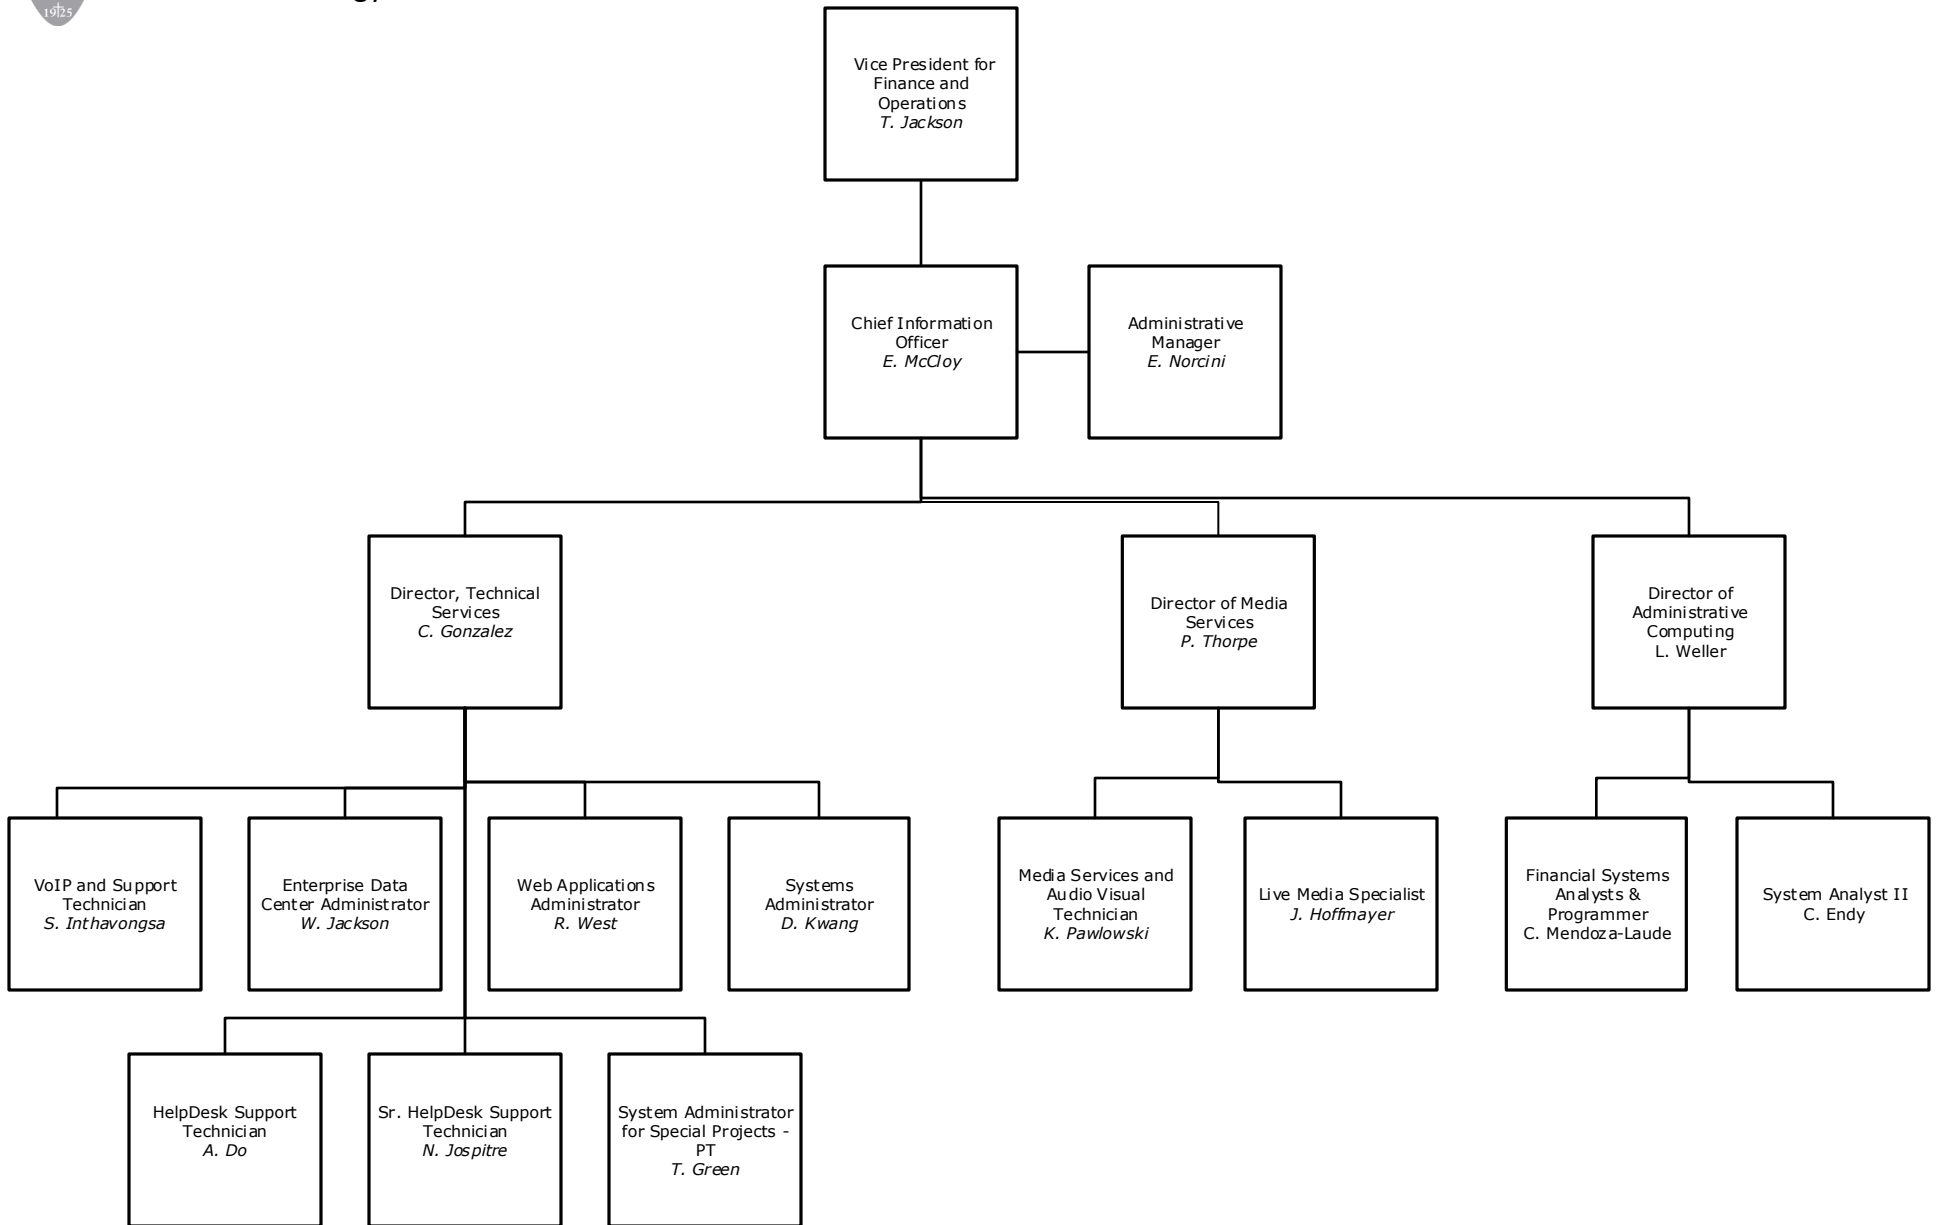 1925
Vice President for
Finance and
Operations
T. Jackson
Chief Information
Officer
E. McCloy
Administrative
Manager
E. Norcini
Director, Technical
Services
C. Gonzalez
Director of Media
Services
P. Thorpe
Director of
Administrative
Computing
L. Weller
VoIP and Support
Technician
S. Inthavongsa
Enterprise Data
Center Administrator
W. Jackson
Web Applications
Administrator
R. West
Systems
Administrator
D. Kwang
Media Services and
Audio Visual
Technician
K. Pawlowski
Live Media Specialist
J. Hoffmayer
Financial Systems
Analysts &
Programmer
C. Mendoza-Laude
System Analyst II
C. Endy
HelpDesk Support
Technician
A. Do
Sr. HelpDesk Support
Technician
N. Jospitre
System Administrator
for Special Projects -
PT
T. Green